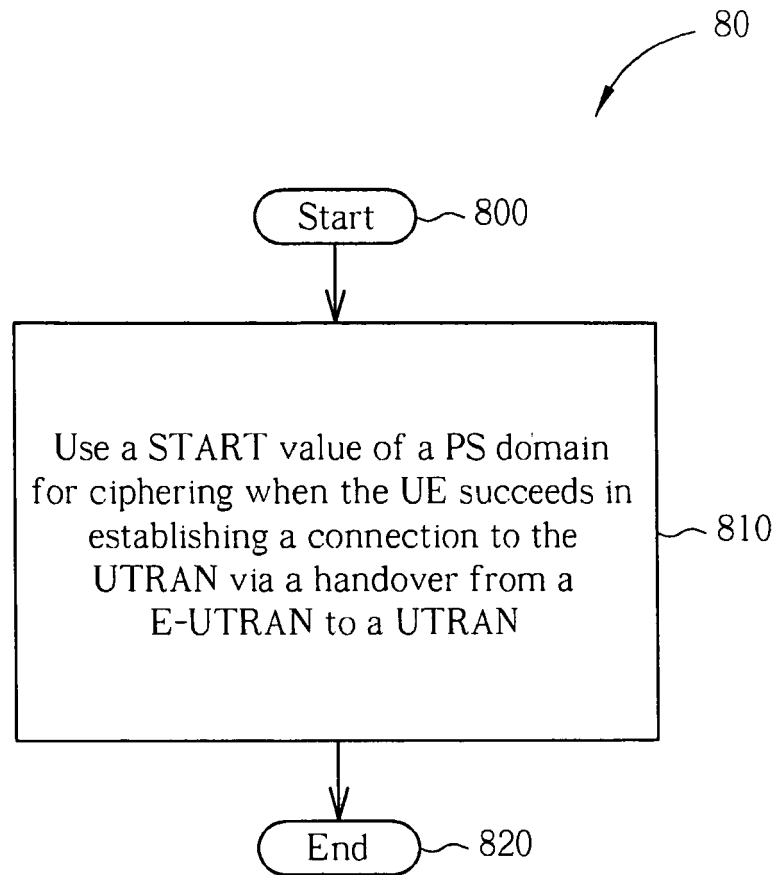 80
Start
800
Use a START value of a PS domain
for ciphering when the UE succeeds in
establishing a connection to the
UTRAN via a handover from a
E-UTRAN to a UTRAN
810
End
820